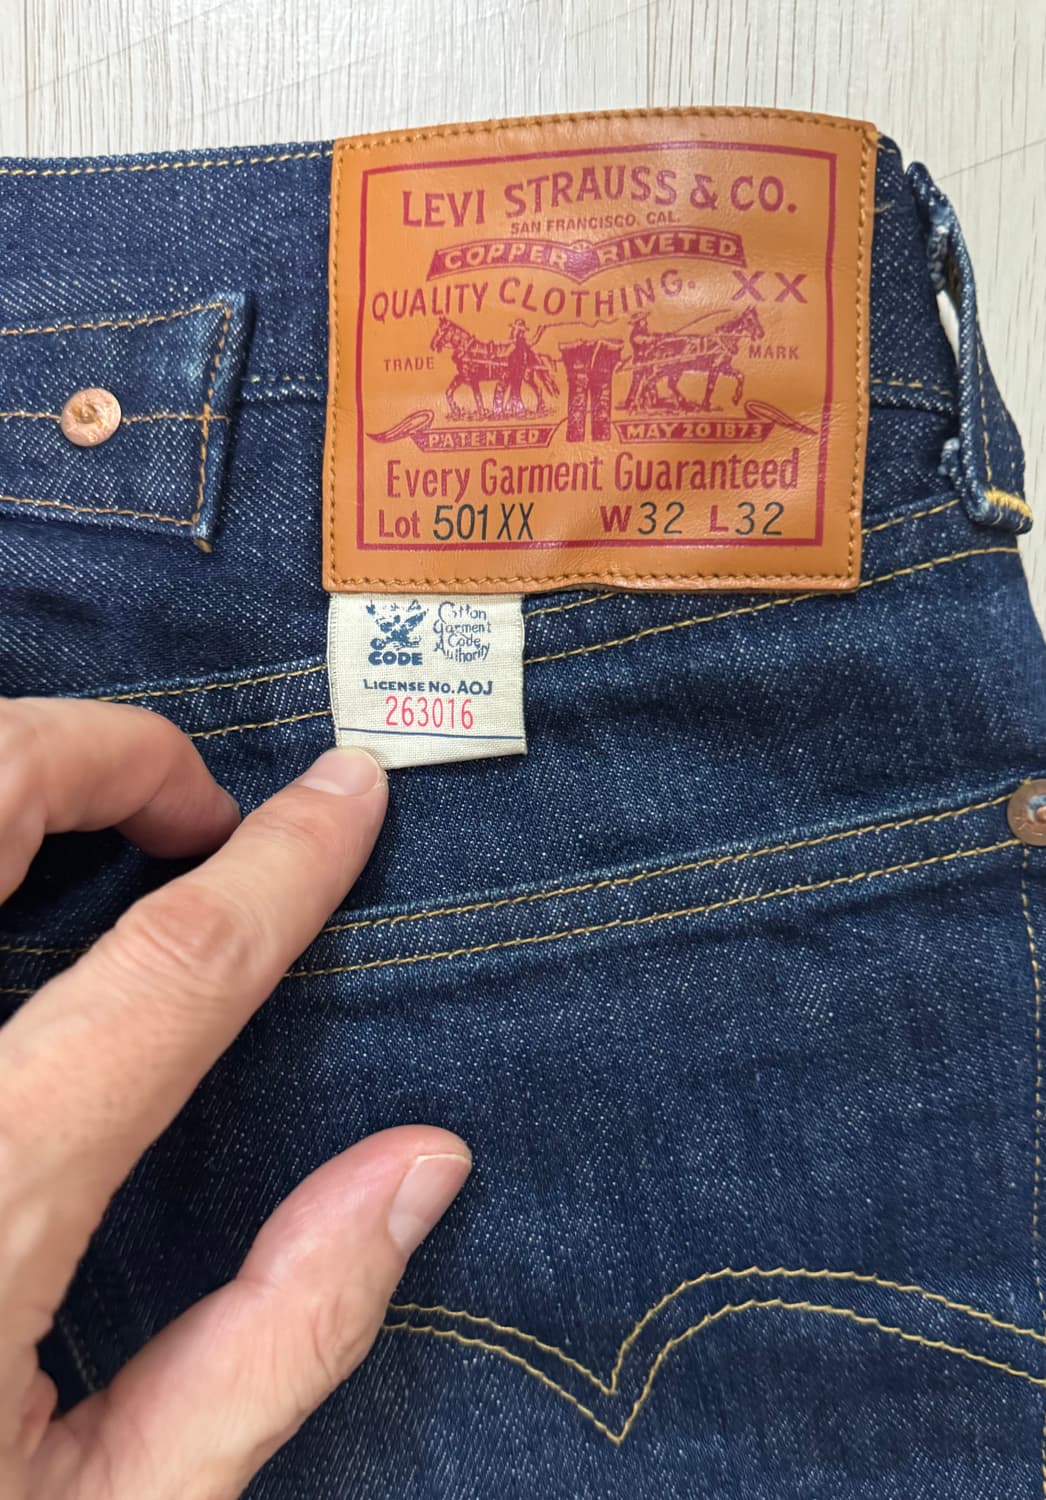 LEVI STRAUSS & CO.
SAN FRANCISCO, CAL.
COPPER RIVETED
QUALITY CLOTHING. XX
TRADE MARK
PATENTED MAY 20 1873
Every Garment Guaranteed
Lot 501XX W32 L32
Cotton
Garment
Code
Authority
CODE
LICENSE NO. AOJ
263016